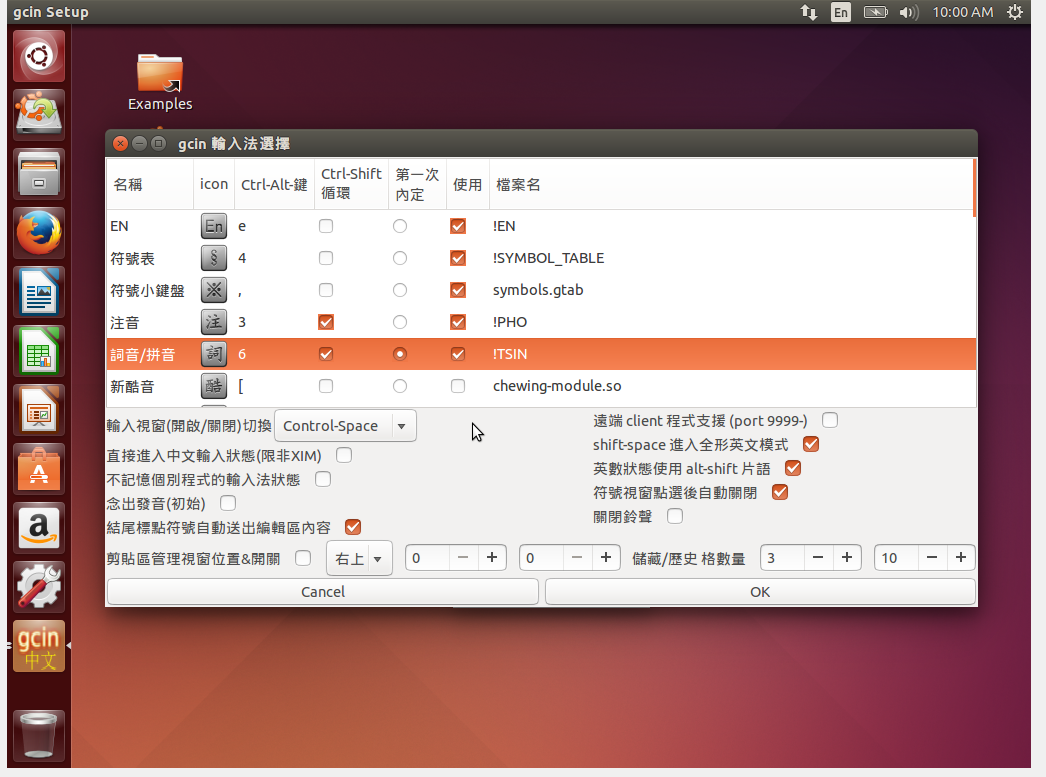 gcin Setup
En
10:00 AM
Examples
gcin 輸入法選擇
名稱 icon Ctrl-Alt-鍵 Ctrl-Shift 循環 第一次 內定 使用 檔案名
EN En e !EN
符號表 § 4 !SYMBOL_TABLE
符號小鍵盤 ※ , symbols.gtab
注音 注 3 !PHO
詞音/拼音 詞 6 !TSIN
新酷音 酷 [ chewing-module.so
輸入視窗(開啟/關閉)切換 Control-Space
遠端 client 程式支援 (port 9999-)
直接進入中文輸入狀態(限非XIM)
shift-space 進入全形英文模式
不記憶個別程式的輸入法狀態
英數狀態使用 alt-shift 片語
念出發音(初始)
符號視窗點選後自動關閉
結尾標點符號自動送出編輯區內容
關閉鈴聲
剪貼區管理視窗位置&開關 右上 0 − + 0 − + 儲藏/歷史 格數量 3 − + 10 − +
Cancel OK
a
gcin
中文